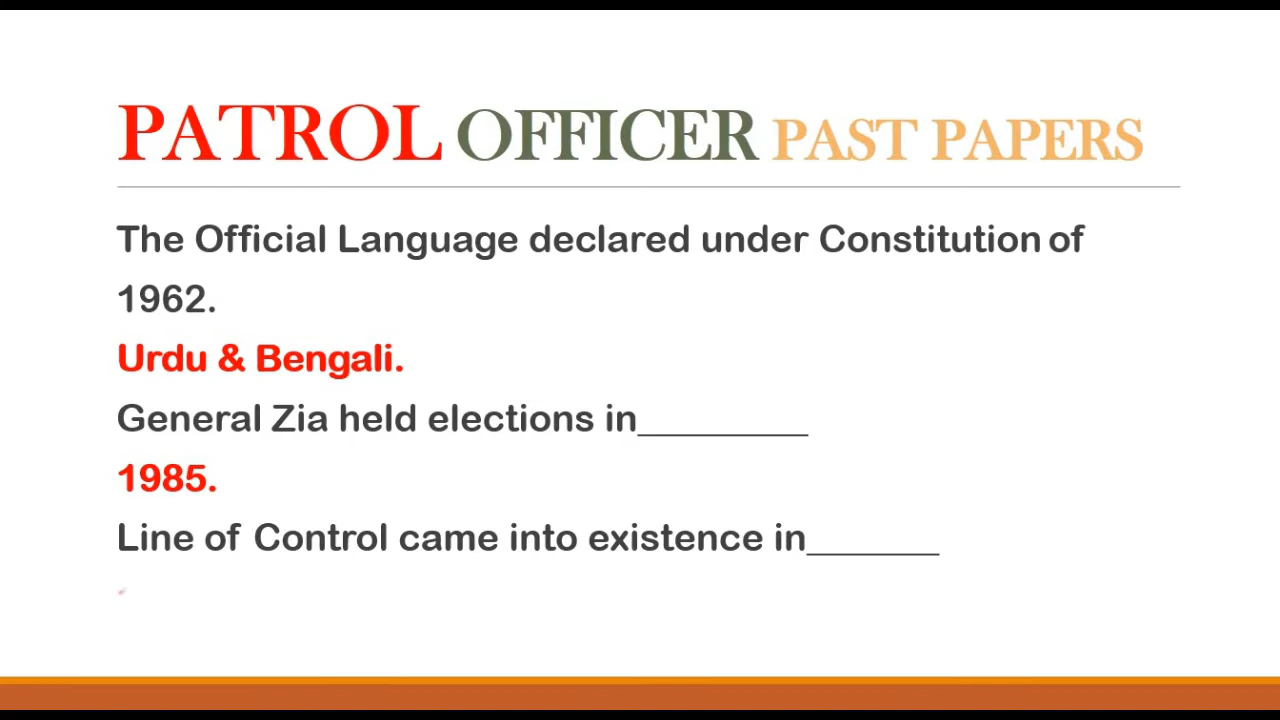 PATROL OFFICER PAST PAPERS
The Official Language declared under Constitution of
1962.
Urdu & Bengali.
General Zia held elections in_________
1985.
Line of Control came into existence in_______